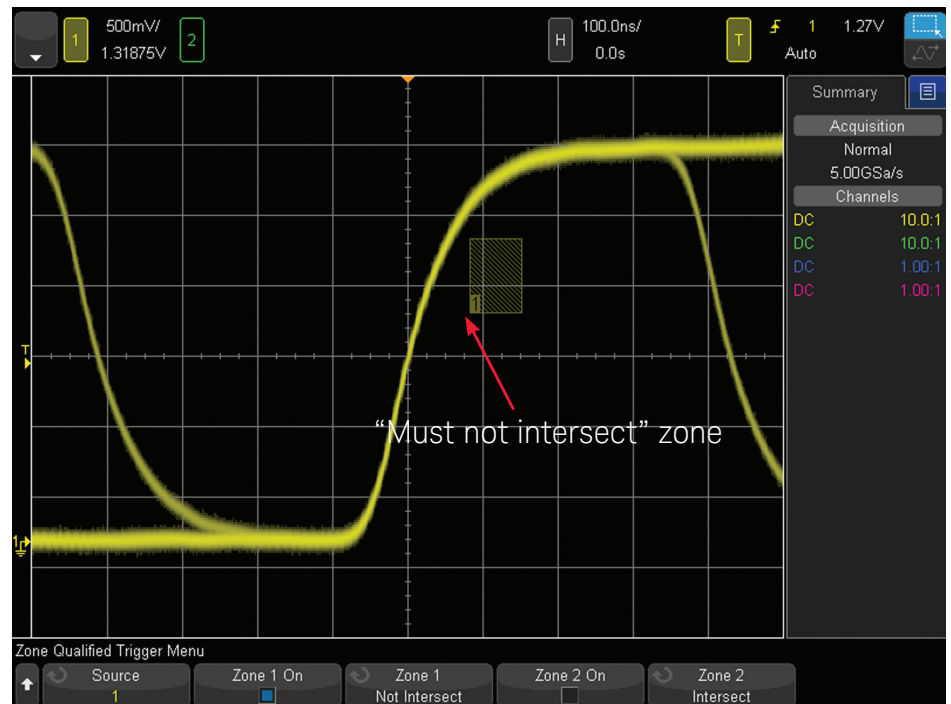 1 500mV/ 2 100.0ns/ 1 1.27V
1.31875V H 0.0s T Auto
Summary
Acquisition
Normal
5.00GSa/s
Channels
DC 10.0:1
DC 10.0:1
DC 1.00:1
DC 1.00:1
1
T
“Must not intersect” zone
1
Zone Qualified Trigger Menu
Source Zone 1 On Zone 1 Zone 2 On Zone 2
1 Not Intersect Intersect